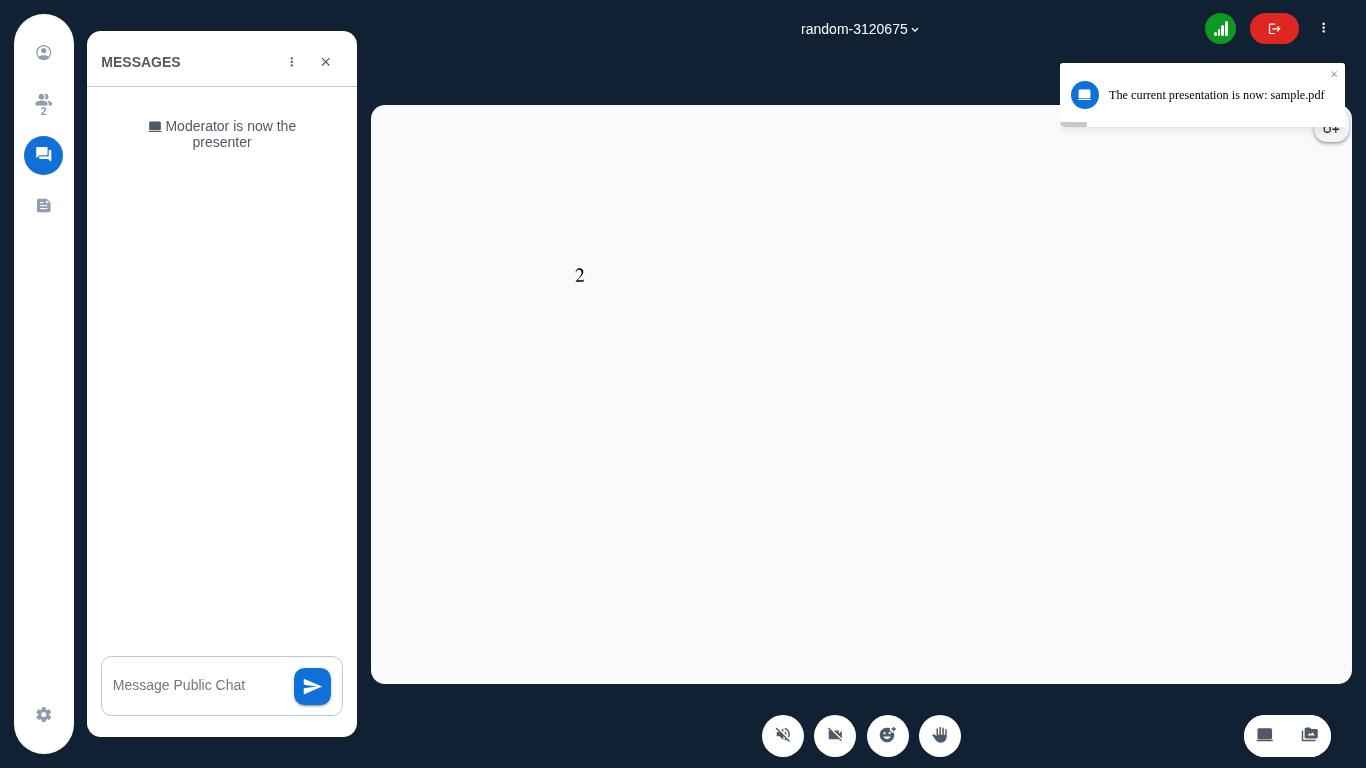 random-3120675
MESSAGES
The current presentation is now: sample.pdf
2
Moderator is now the
presenter
2
Message Public Chat